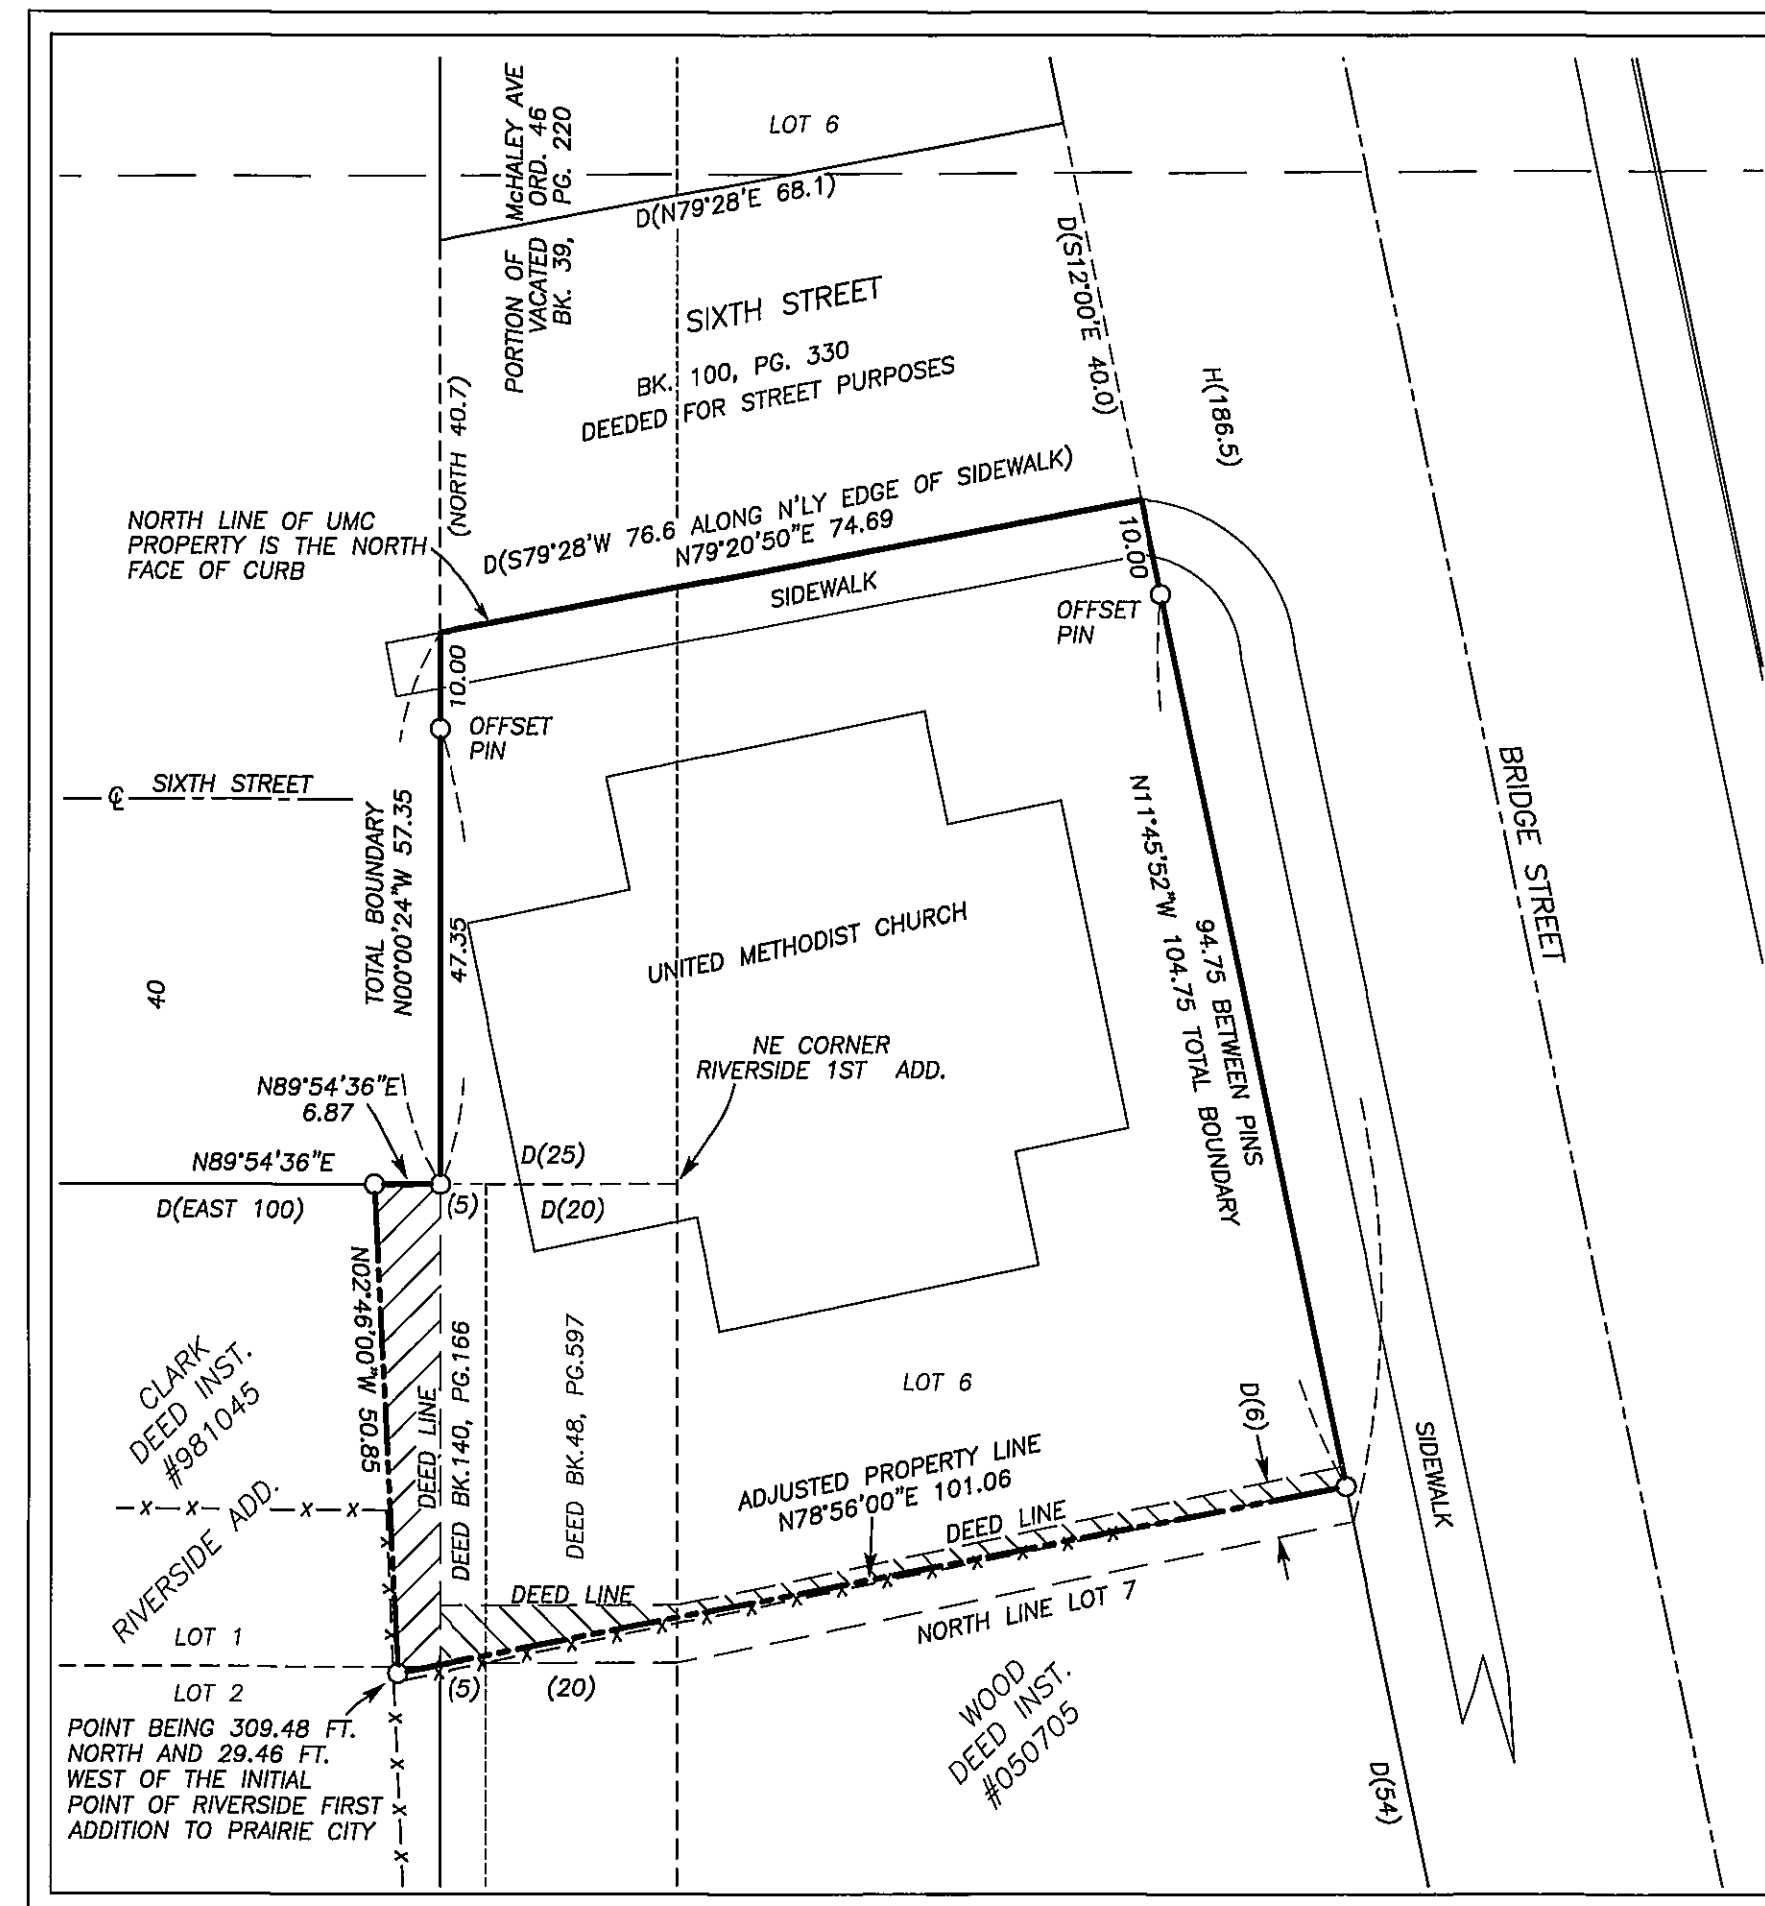 LOT 6
PORTION OF McHALEY AVE
VACATED ORD. 46
BK. 39, PG. 220
D(N79°28'E 68.1)
D(S12°00'E 40.0)
SIXTH STREET
BK. 100, PG. 330
DEEDED FOR STREET PURPOSES
H(186.5)
(NORTH 40.7)
NORTH LINE OF UMC
PROPERTY IS THE NORTH
FACE OF CURB
D(S79°28'W 76.6 ALONG N'LY EDGE OF SIDEWALK)
N79°20'50"E 74.69
SIDEWALK
10.00
OFFSET
PIN
10.00
OFFSET
PIN
℄ SIXTH STREET
TOTAL BOUNDARY
N00°00'24"W 57.35
47.35
40
UNITED METHODIST CHURCH
N11°45'52"W 104.75 TOTAL BOUNDARY
94.75 BETWEEN PINS
BRIDGE STREET
NE CORNER
RIVERSIDE 1ST ADD.
N89°54'36"E
6.87
N89°54'36"E
D(EAST 100)
D(25)
(5)
D(20)
N02°46'00"W 50.85
CLARK
DEED INST.
#981045
RIVERSIDE ADD.
DEED LINE
DEED BK.140, PG.166
DEED BK.48, PG.597
LOT 6
D(6)
ADJUSTED PROPERTY LINE
N78°56'00"E 101.06
DEED LINE
DEED LINE
NORTH LINE LOT 7
SIDEWALK
LOT 1
LOT 2
(5)
(20)
POINT BEING 309.48 FT.
NORTH AND 29.46 FT.
WEST OF THE INITIAL
POINT OF RIVERSIDE FIRST
ADDITION TO PRAIRIE CITY
WOOD
DEED INST.
#050705
D(54)